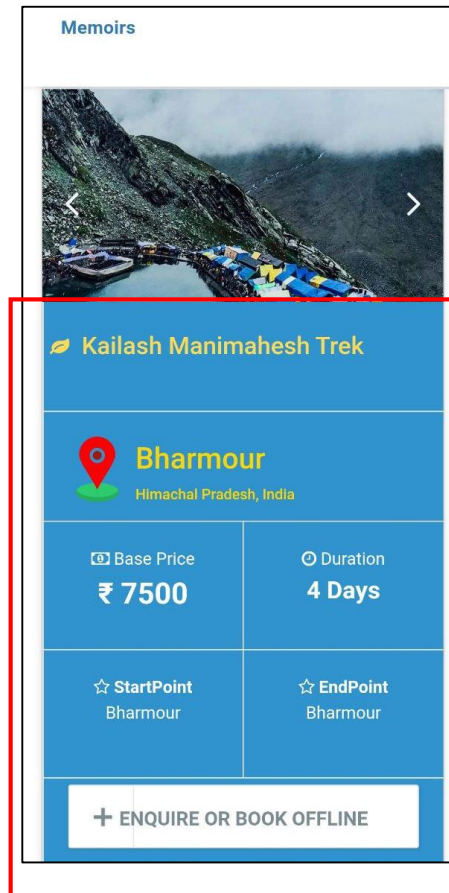 Memoirs
Kailash Manimahesh Trek
Bharmour
Himachal Pradesh, India
Base Price
₹ 7500
Duration
4 Days
StartPoint
Bharmour
EndPoint
Bharmour
+ ENQUIRE OR BOOK OFFLINE